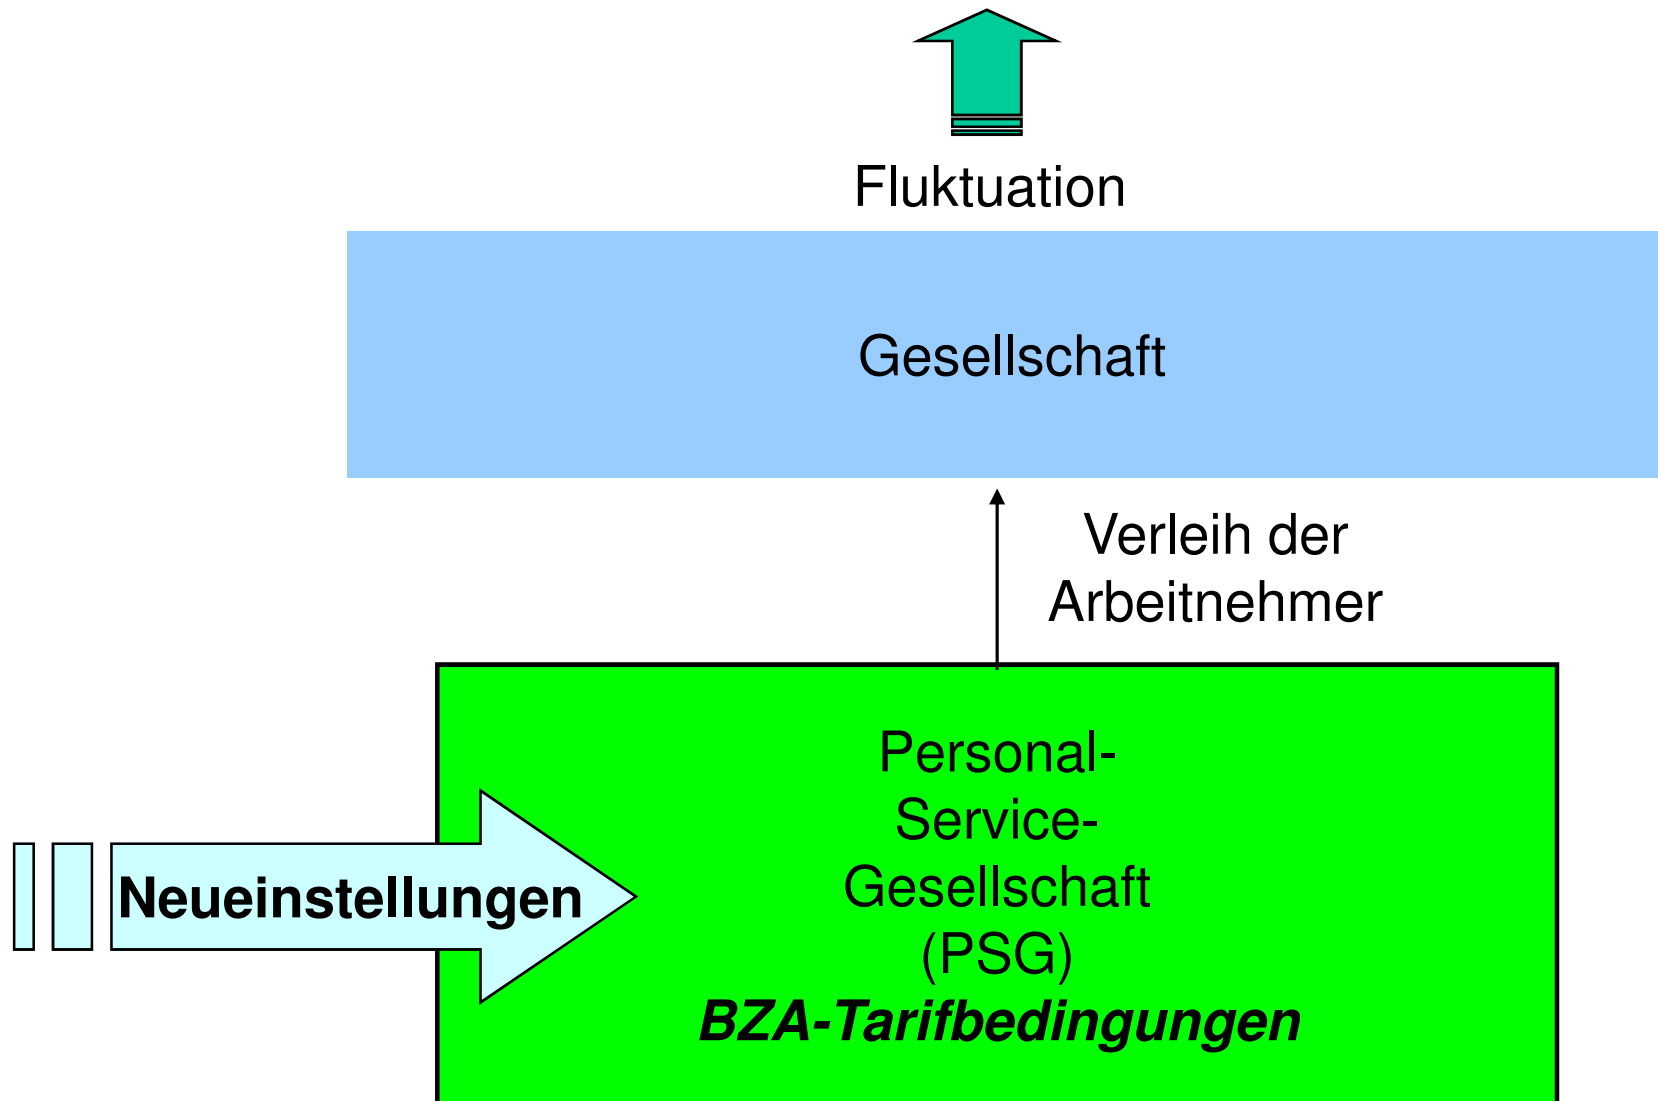 Fluktuation
Gesellschaft
Verleih der
Arbeitnehmer
Personal-
Service-
Gesellschaft
(PSG)
BZA-Tarifbedingungen
Neueinstellungen